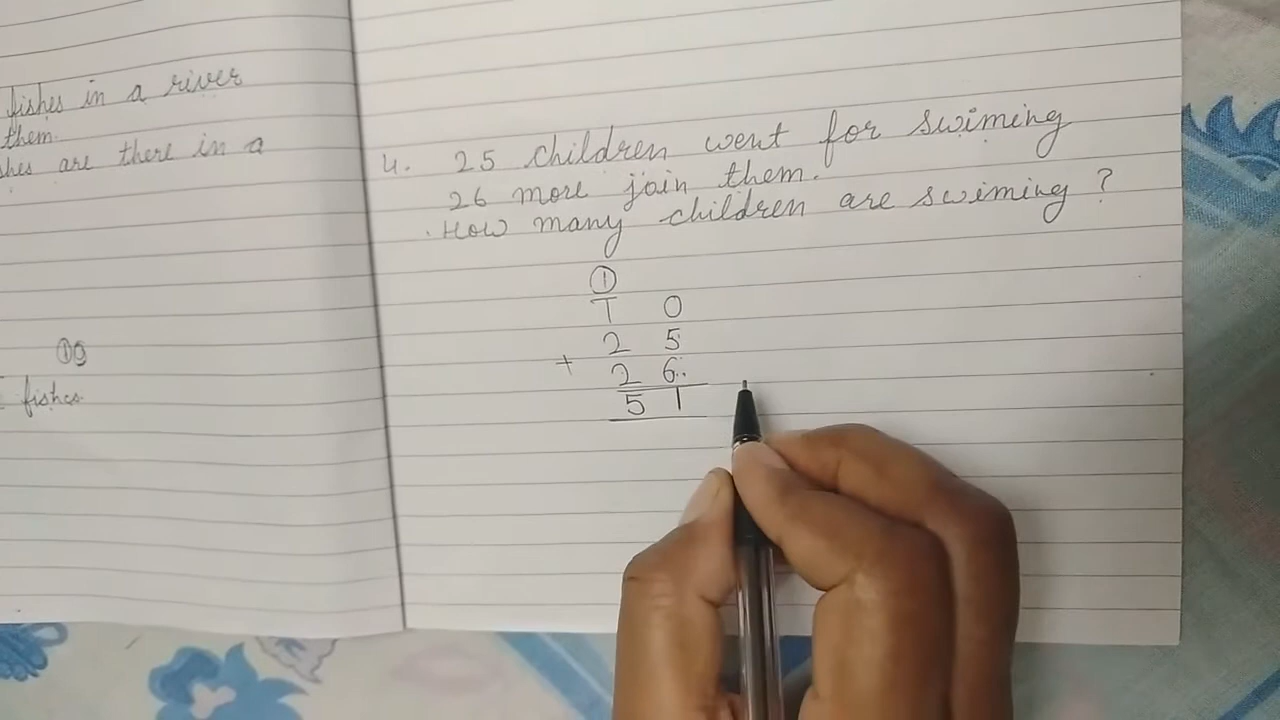 fishes in a river
them.
shes are there in a
19
fishes
4. 25 children went for swiming
26 more join them.
How many children are swiming ?
1
T O
2 5
+ 2 6
5 1